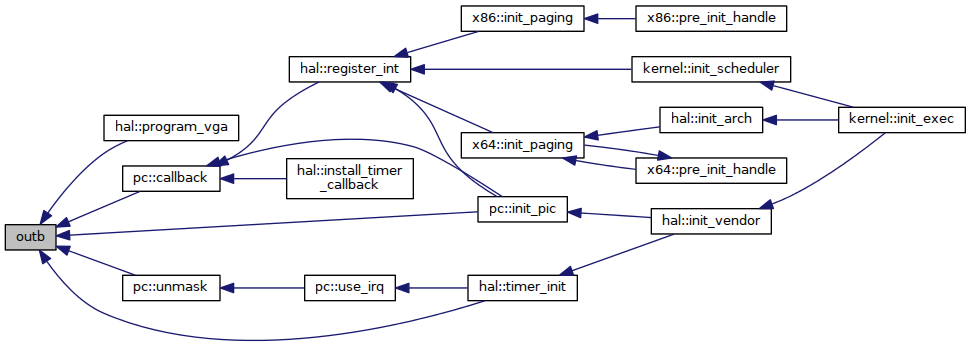 x86::init_paging
x86::pre_init_handle
hal::register_int
kernel::init_scheduler
hal::program_vga
hal::init_arch
kernel::init_exec
x64::init_paging
pc::callback
hal::install_timer
_callback
x64::pre_init_handle
pc::init_pic
hal::init_vendor
outb
pc::unmask
pc::use_irq
hal::timer_init